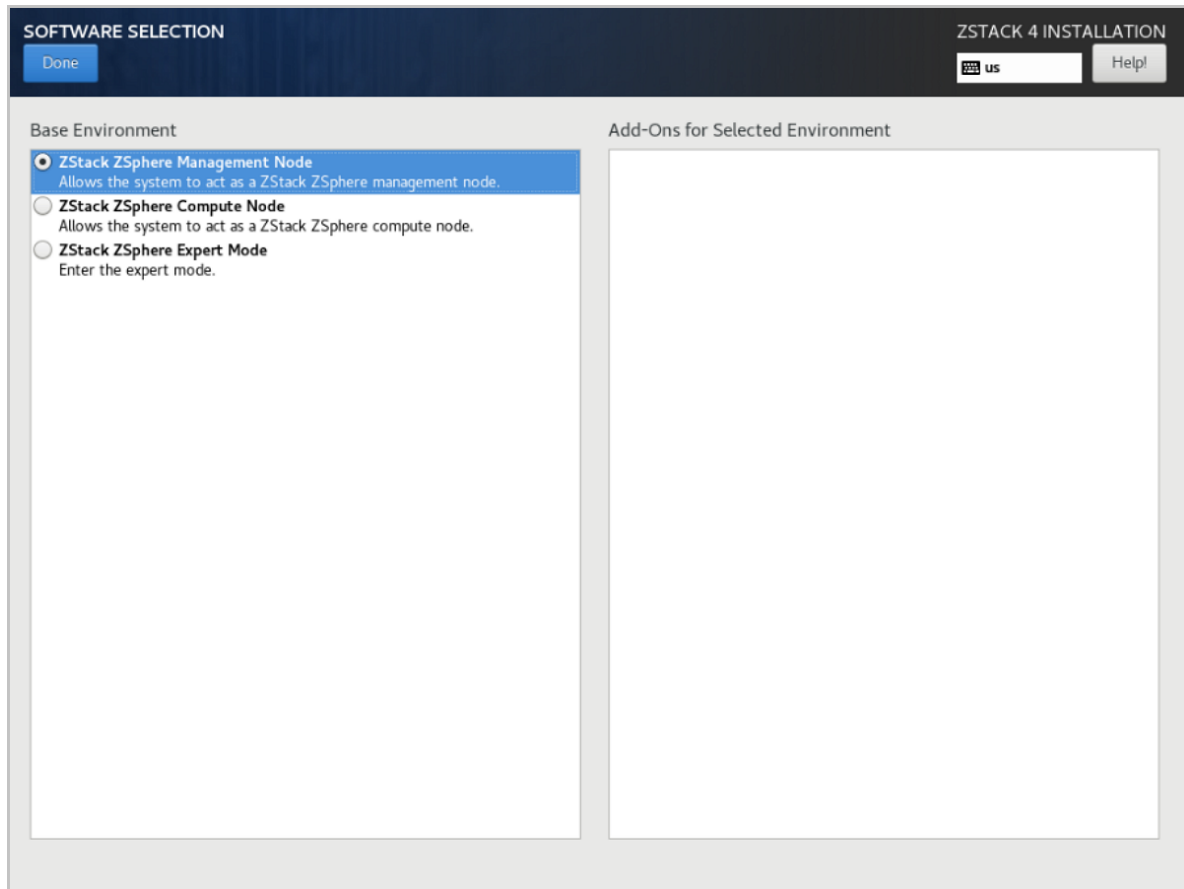 SOFTWARE SELECTION
Done
ZSTACK 4 INSTALLATION
us
Help!
Base Environment
ZStack ZSphere Management Node
Allows the system to act as a ZStack ZSphere management node.
ZStack ZSphere Compute Node
Allows the system to act as a ZStack ZSphere compute node.
ZStack ZSphere Expert Mode
Enter the expert mode.
Add-Ons for Selected Environment